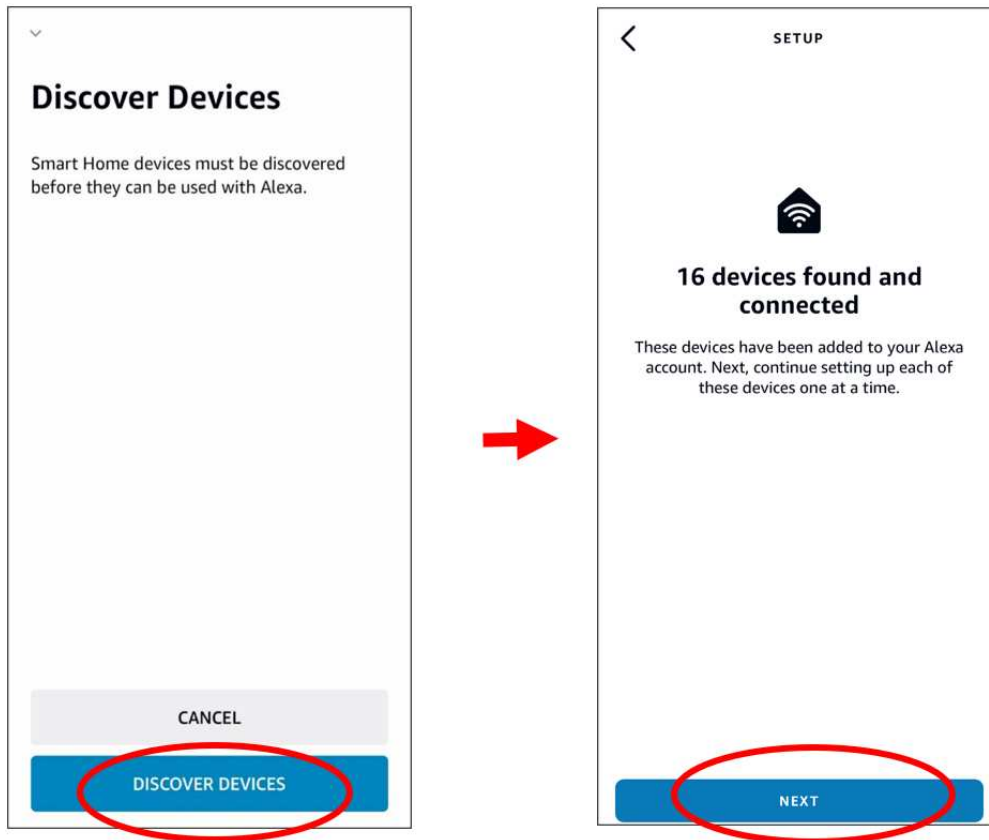 Discover Devices
Smart Home devices must be discovered
before they can be used with Alexa.
CANCEL
DISCOVER DEVICES
SETUP
16 devices found and
connected
These devices have been added to your Alexa
account. Next, continue setting up each of
these devices one at a time.
NEXT